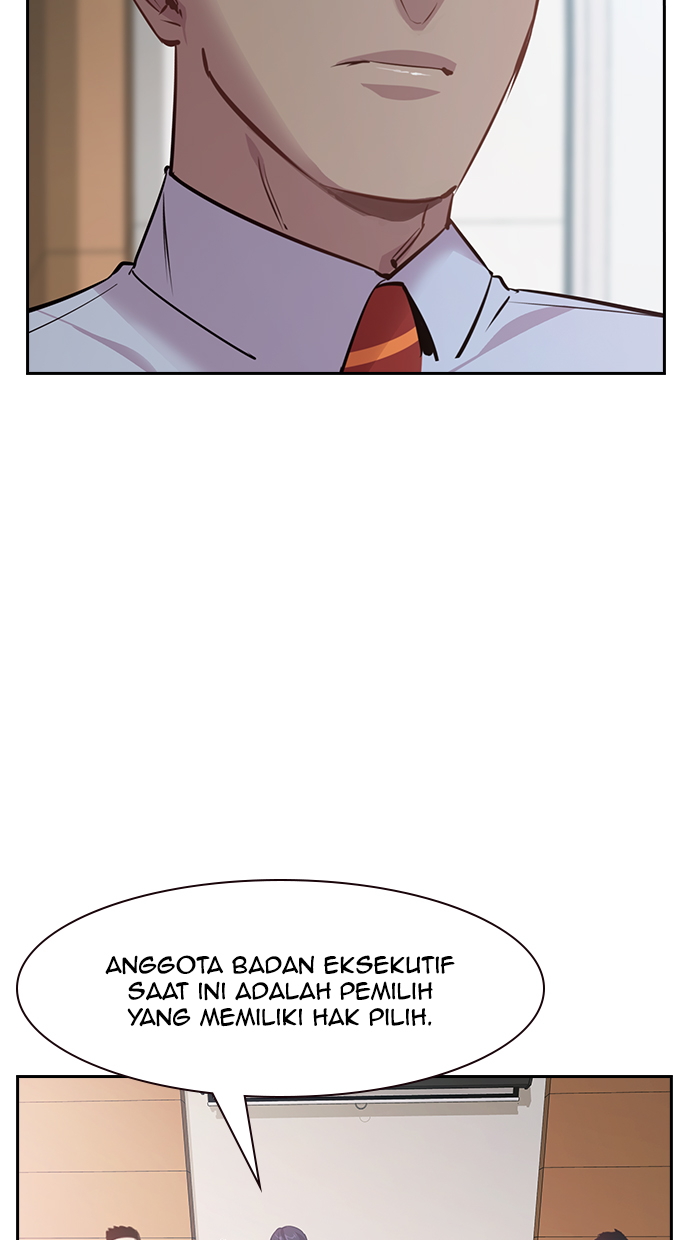 ANGGOTA BADAN EKSEKUTIF
SAAT INI ADALAH PEMILIH
YANG MEMILIKI HAK PILIH.